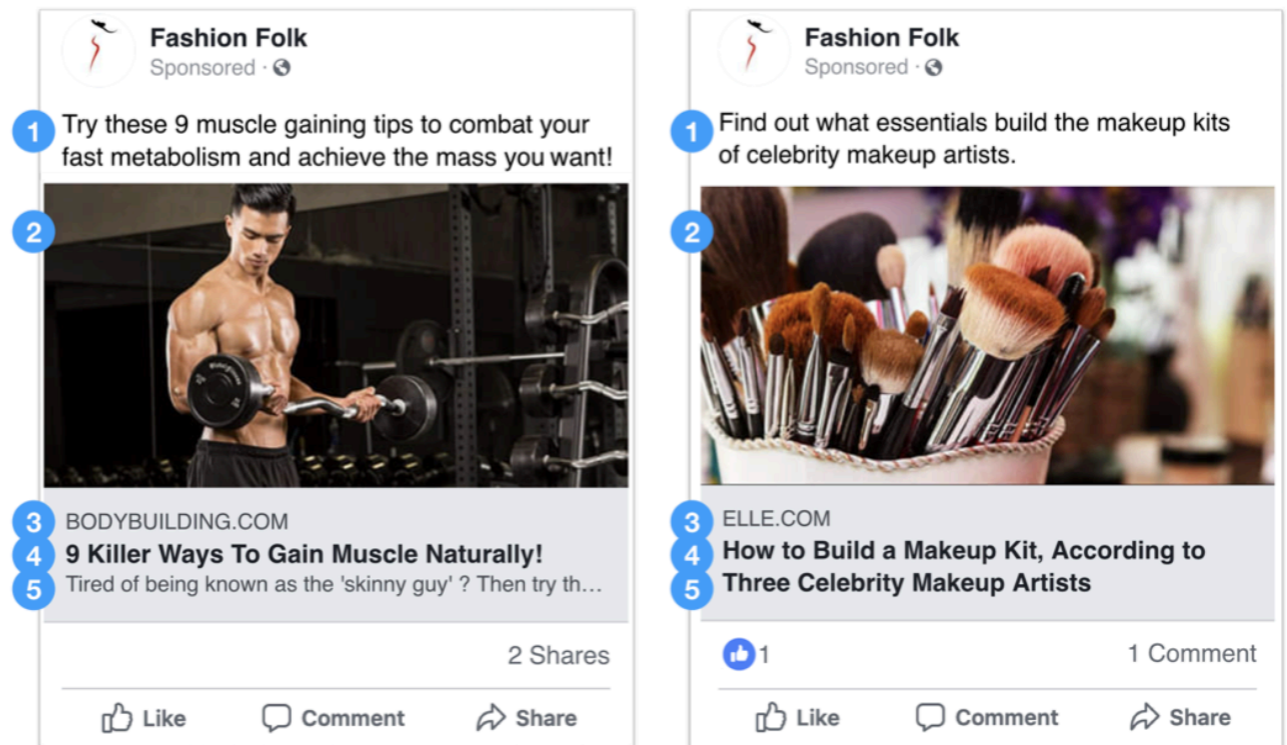 Fashion Folk
Sponsored ·
1
Try these 9 muscle gaining tips to combat your
fast metabolism and achieve the mass you want!
2
3
BODYBUILDING.COM
4
9 Killer Ways To Gain Muscle Naturally!
5
Tired of being known as the 'skinny guy' ? Then try th...
2 Shares
Like
Comment
Share
Fashion Folk
Sponsored ·
1
Find out what essentials build the makeup kits
of celebrity makeup artists.
2
3
ELLE.COM
4
How to Build a Makeup Kit, According to
5
Three Celebrity Makeup Artists
1
1 Comment
Like
Comment
Share